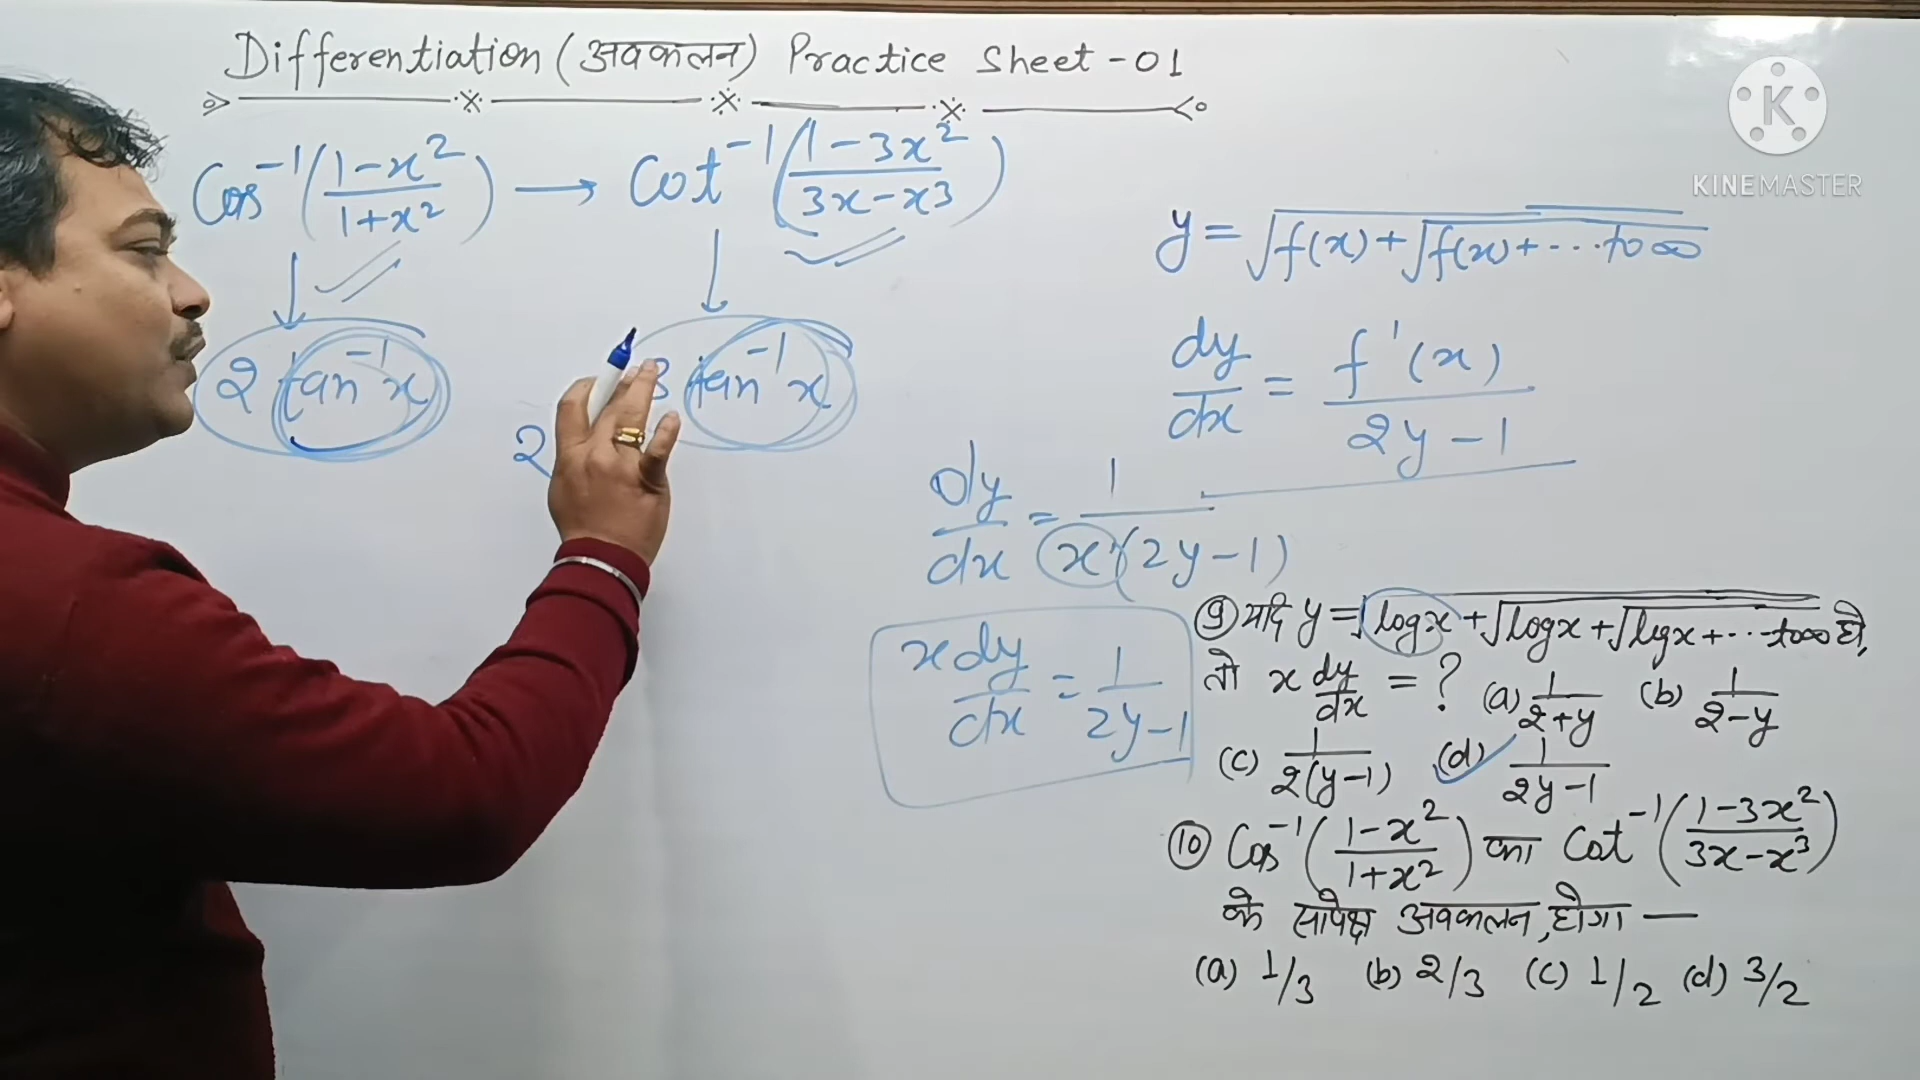 Differentiation (अवकलन) Practice Sheet - 01
Cos⁻¹((1-x²)/(1+x²)) → Cot⁻¹((1-3x²)/(3x-x3))
2 tan⁻¹x 3 tan⁻¹x
2
y = √(f(x) + √(f(x) + ... to ∞
dy/dx = f'(x)/(2y-1)
dy/dx = 1/(x(2y-1))
x dy/dx = 1/(2y-1)
⑨ यदि y = √(logx + √(logx + √(logx + ... to ∞ हो,
तो x dy/dx = ? (a) 1/(2+y) (b) 1/(2-y)
(c) 1/(2(y-1)) (d) 1/(2y-1)
⑩ Cos⁻¹((1-x²)/(1+x²)) का Cot⁻¹((1-3x²)/(3x-x³))
के सापेक्ष अवकलन, होगा —
(a) 1/3 (b) 2/3 (c) 1/2 (d) 3/2
K
KINEMASTER